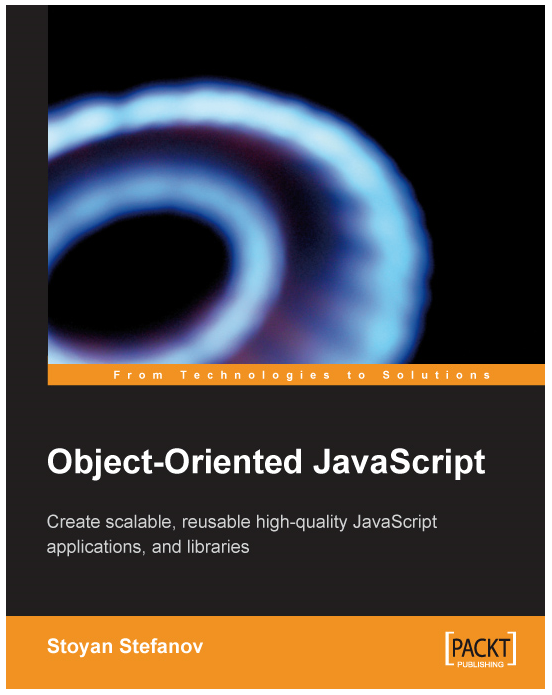 From Technologies to Solutions
Object-Oriented JavaScript
Create scalable, reusable high-quality JavaScript
applications, and libraries
Stoyan Stefanov
PACKT
PUBLISHING